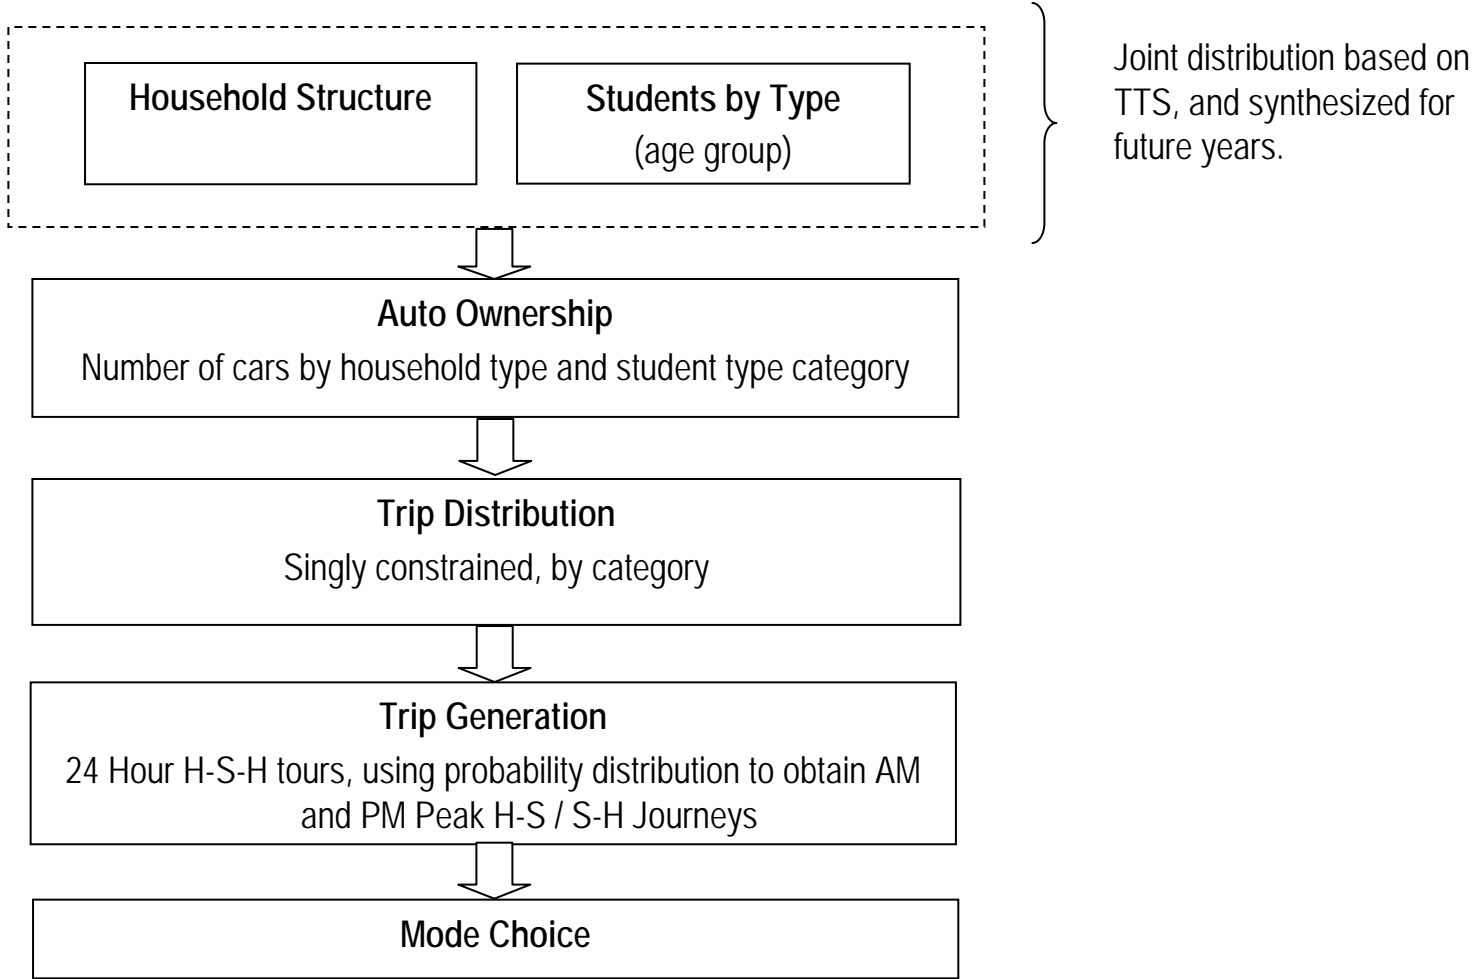 Household Structure
Students by Type
(age group)
Joint distribution based on
TTS, and synthesized for
future years.
Auto Ownership
Number of cars by household type and student type category
Trip Distribution
Singly constrained, by category
Trip Generation
24 Hour H-S-H tours, using probability distribution to obtain AM
and PM Peak H-S / S-H Journeys
Mode Choice